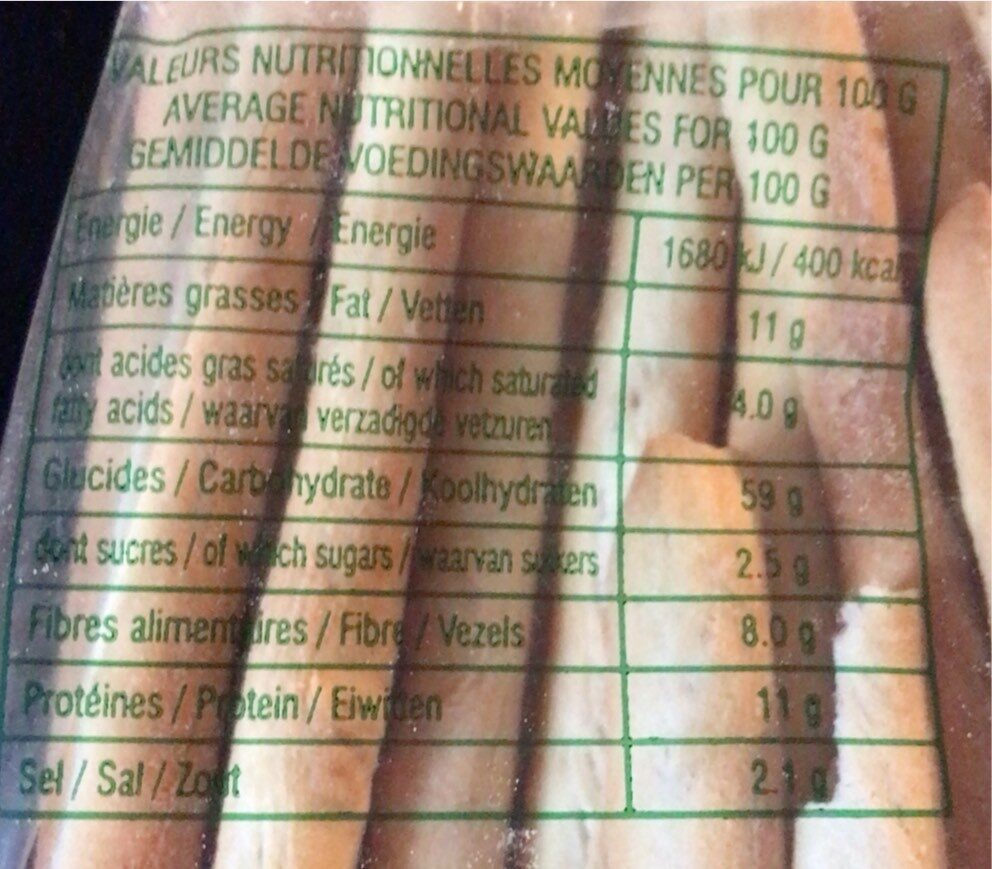 VALEURS NUTRITIONNELLES MOYENNES POUR 100 G
AVERAGE NUTRITIONAL VALUES FOR 100 G
GEMIDDELDE VOEDINGSWAARDEN PER 100 G
Energie / Energy / Energie 1680 kJ / 400 kcal
Matières grasses / Fat / Vetten 11 g
dont acides gras saturés / of which saturated
fatty acids / waarvan verzadigde vetzuren 4.0 g
Glucides / Carbohydrate / Koolhydraten 59 g
dont sucres / of which sugars / waarvan suikers 2.5 g
Fibres alimentaires / Fibre / Vezels 8.0 g
Protéines / Protein / Eiwitten 11 g
Sel / Sal / Zout 2.1 g